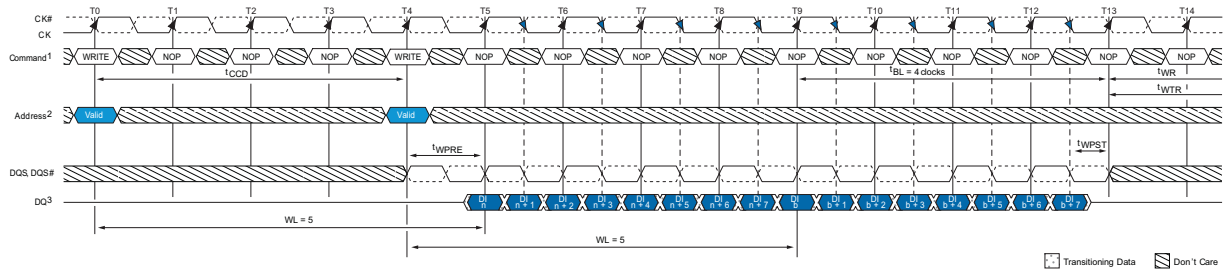 T0 T1 T2 T3 T4 T5 T6 T7 T8 T9 T10 T11 T12 T13 T14
CK#
CK
Command1 WRITE NOP NOP NOP WRITE NOP NOP NOP NOP NOP NOP NOP NOP NOP NOP
tCCD tBL = 4 clocks tWR
tWTR
Address2 Valid Valid
tWPRE tWPST
DQS, DQS#
DQ3 DI n DI n + 1 DI n + 2 DI n + 3 DI n + 4 DI n + 5 DI n + 6 DI n + 7 DI b DI b + 1 DI b + 2 DI b + 3 DI b + 4 DI b + 5 DI b + 6 DI b + 7
WL = 5
WL = 5
Transitioning Data Don't Care